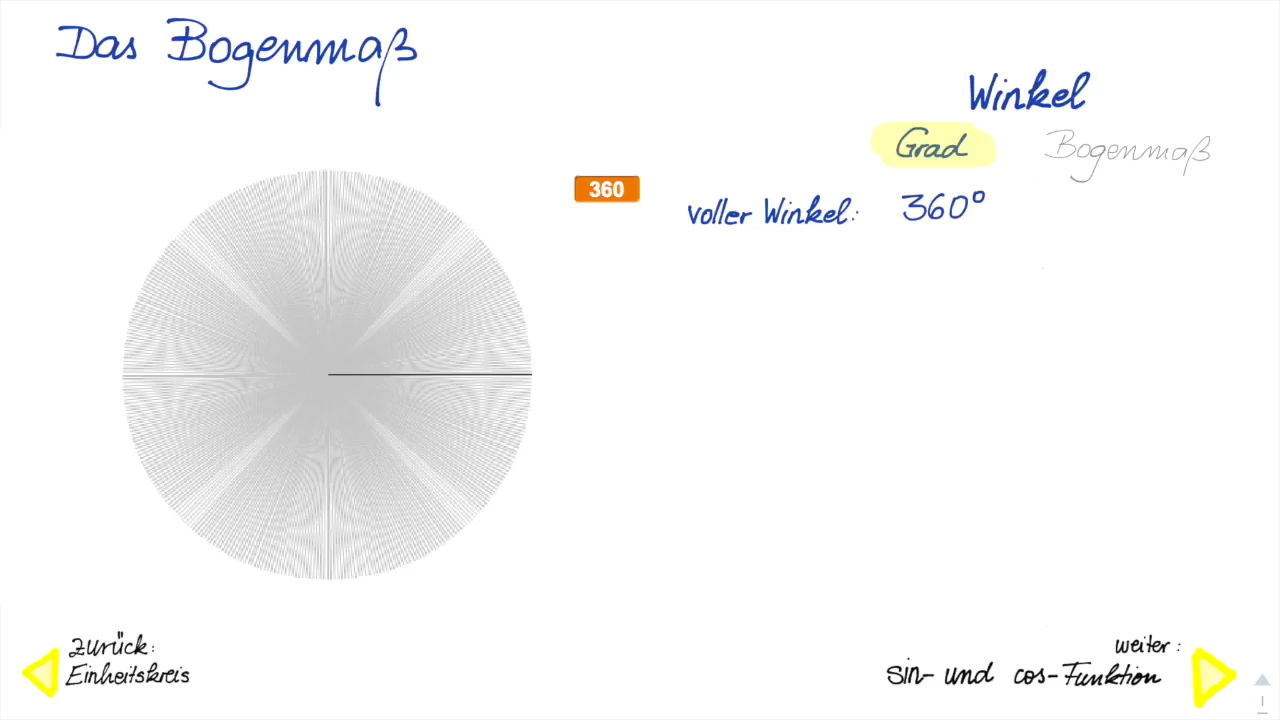 Das Bogenmaß
Winkel
Grad Bogenmaß
360
voller Winkel: 360°
zurück:
Einheitskreis
weiter:
sin- und cos-Funktion